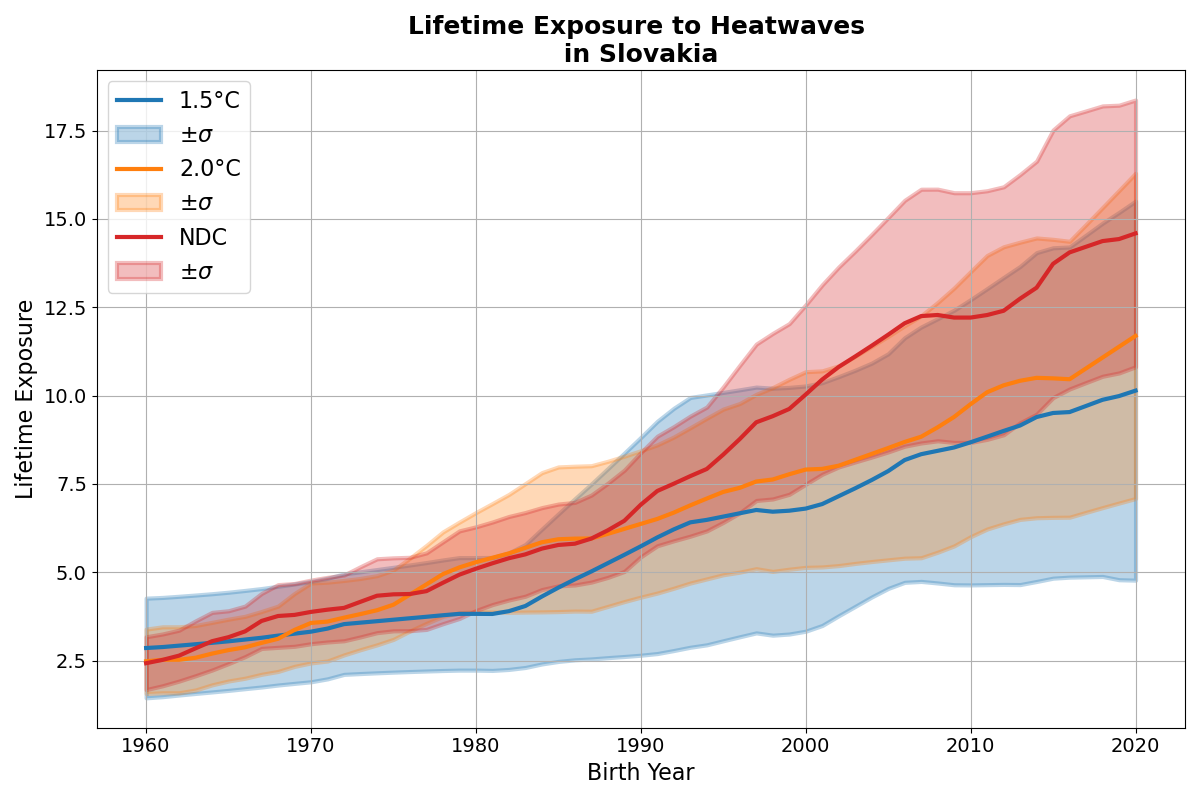 Lifetime Exposure to Heatwaves
in Slovakia
1.5°C
±σ
2.0°C
±σ
NDC
±σ
Lifetime Exposure
17.5
15.0
12.5
10.0
7.5
5.0
2.5
1960 1970 1980 1990 2000 2010 2020
Birth Year